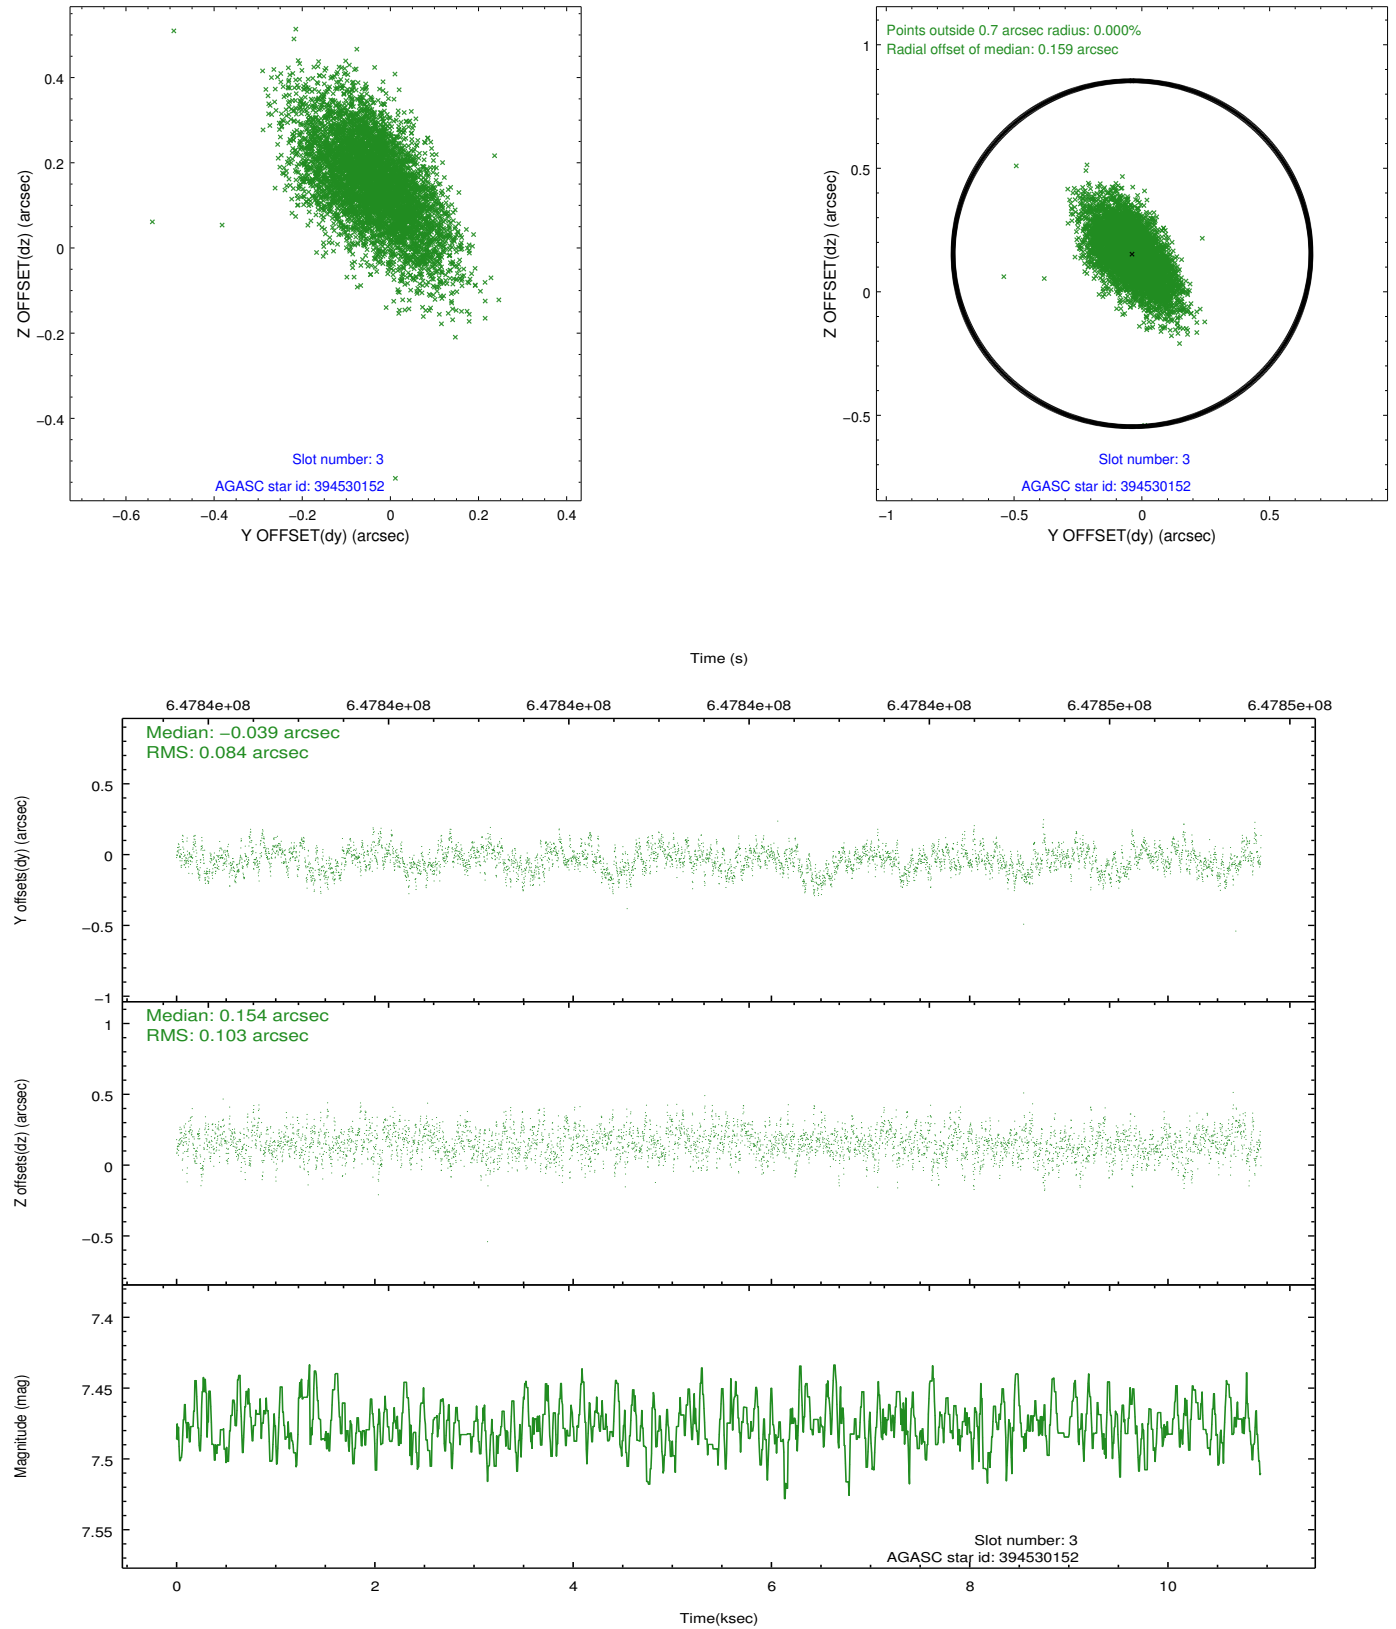 0.4
0.2
0
−0.2
−0.4
Z OFFSET(dz) (arcsec)
Slot number: 3
AGASC star id: 394530152
−0.6
−0.4
−0.2
0
0.2
0.4
Y OFFSET(dy) (arcsec)
Points outside 0.7 arcsec radius: 0.000%
Radial offset of median: 0.159 arcsec
1
0.5
0
−0.5
Z OFFSET(dz) (arcsec)
Slot number: 3
AGASC star id: 394530152
−1
−0.5
0
0.5
Y OFFSET(dy) (arcsec)
Time (s)
6.4784e+08
6.4784e+08
6.4784e+08
6.4784e+08
6.4784e+08
6.4785e+08
6.4785e+08
Median: −0.039 arcsec
RMS: 0.084 arcsec
0.5
0
−0.5
−1
Y offsets(dy) (arcsec)
Median: 0.154 arcsec
RMS: 0.103 arcsec
1
0.5
0
−0.5
Z offsets(dz) (arcsec)
7.4
7.45
7.5
7.55
Magnitude (mag)
Slot number: 3
AGASC star id: 394530152
0
2
4
6
8
10
Time(ksec)